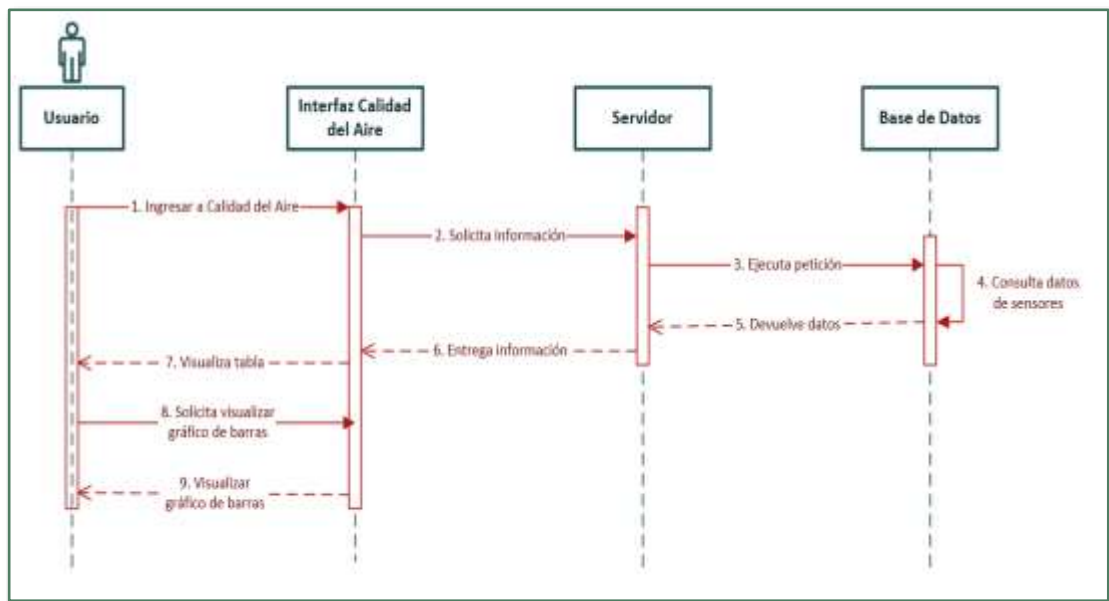 Usuario
Interfaz Calidad
del Aire
Servidor
Base de Datos
1. Ingresar a Calidad del Aire
2. Solicita información
3. Ejecuta petición
4. Consulta datos
de sensores
5. Devuelve datos
6. Entrega información
7. Visualiza tabla
8. Solicita visualizar
gráfico de barras
9. Visualizar
gráfico de barras